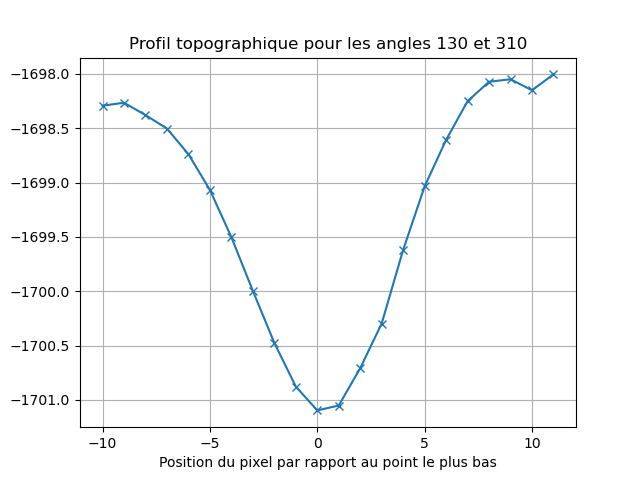 Profil topographique pour les angles 130 et 310
−1698.0
−1698.5
−1699.0
−1699.5
−1700.0
−1700.5
−1701.0
−10 −5 0 5 10
Position du pixel par rapport au point le plus bas